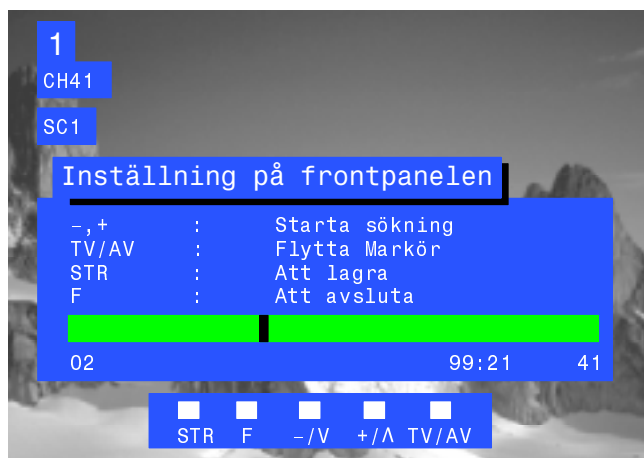 1
CH41
SC1
Inställning på frontpanelen
–,+ : Starta sökning
TV/AV : Flytta Markör
STR : Att lagra
F : Att avsluta
02 99:21 41
STR F –/V +/Λ TV/AV